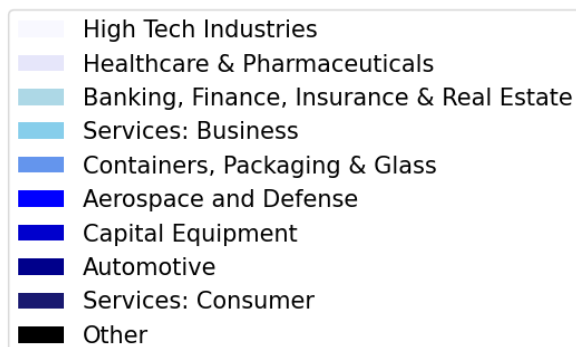 High Tech Industries
Healthcare & Pharmaceuticals
Banking, Finance, Insurance & Real Estate
Services: Business
Containers, Packaging & Glass
Aerospace and Defense
Capital Equipment
Automotive
Services: Consumer
Other